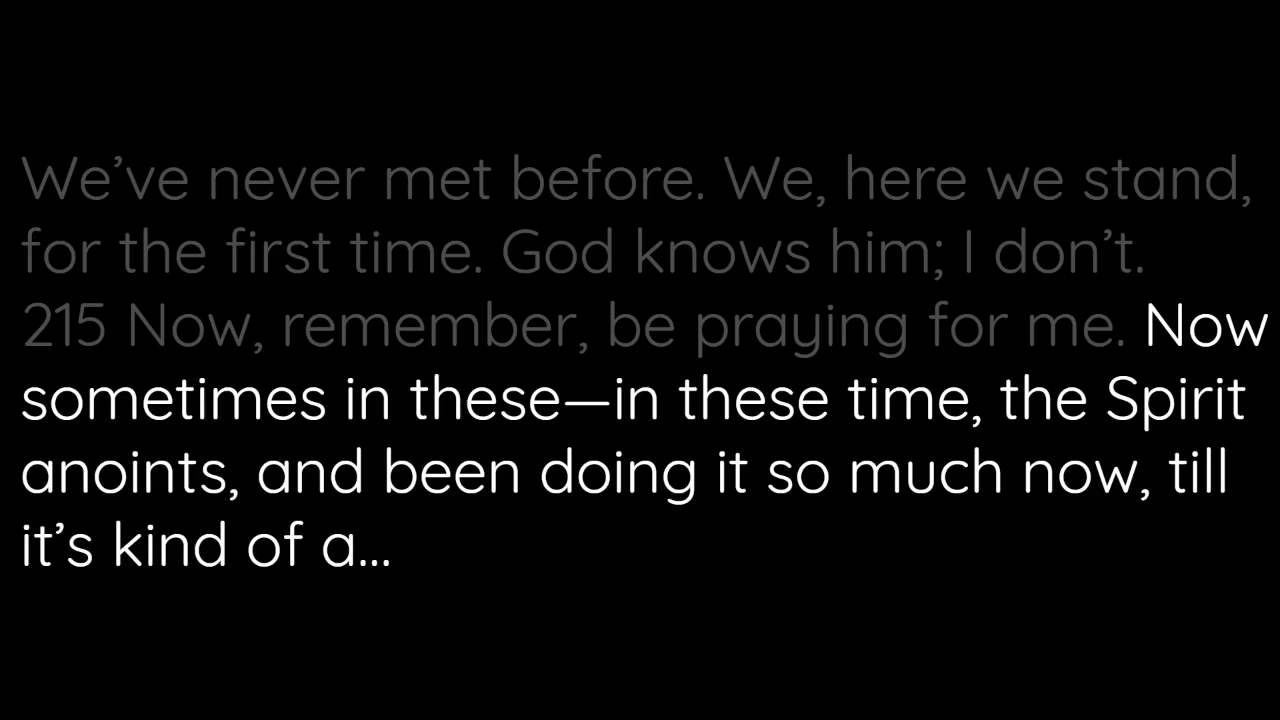 We’ve never met before. We, here we stand,
for the first time. God knows him; I don’t.
215 Now, remember, be praying for me. Now
sometimes in these—in these time, the Spirit
anoints, and been doing it so much now, till
it’s kind of a...